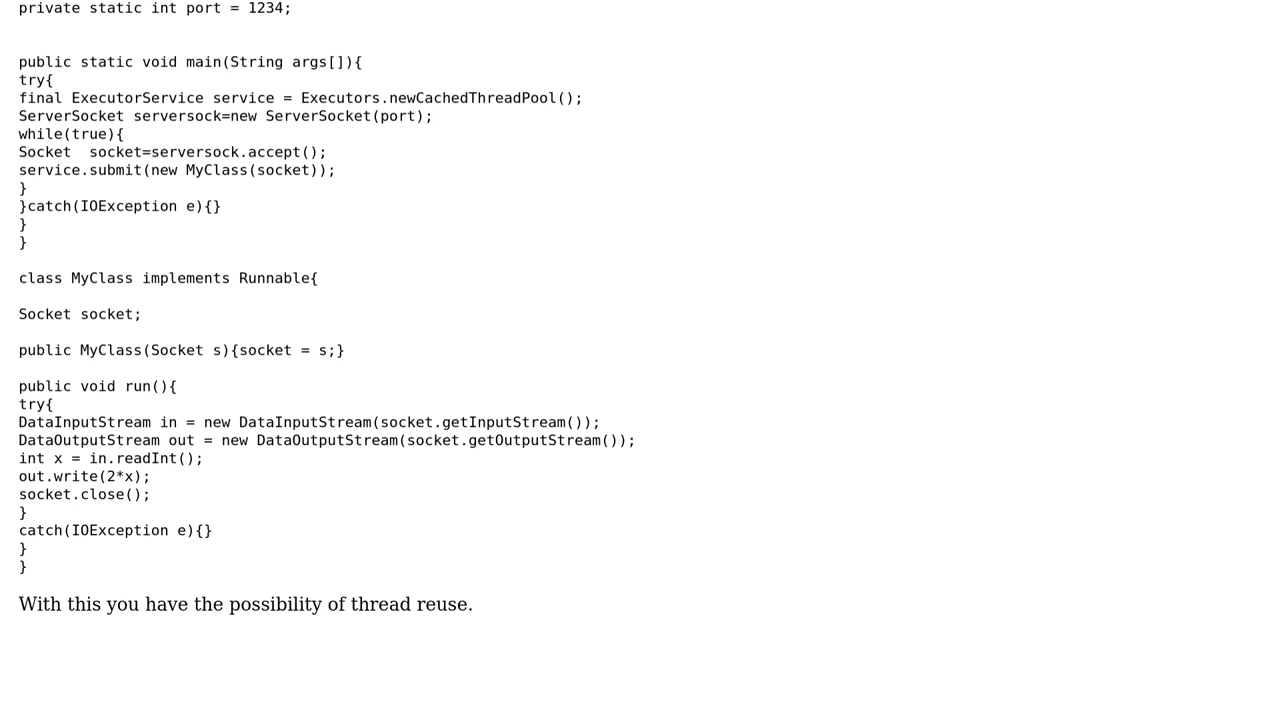 private static int port = 1234;
public static void main(String args[]){
try{
final ExecutorService service = Executors.newCachedThreadPool();
ServerSocket serversock=new ServerSocket(port);
while(true){
Socket  socket=serversock.accept();
service.submit(new MyClass(socket));
}
}catch(IOException e){}
}
}
class MyClass implements Runnable{
Socket socket;
public MyClass(Socket s){socket = s;}
public void run(){
try{
DataInputStream in = new DataInputStream(socket.getInputStream());
DataOutputStream out = new DataOutputStream(socket.getOutputStream());
int x = in.readInt();
out.write(2*x);
socket.close();
}
catch(IOException e){}
}
}
With this you have the possibility of thread reuse.